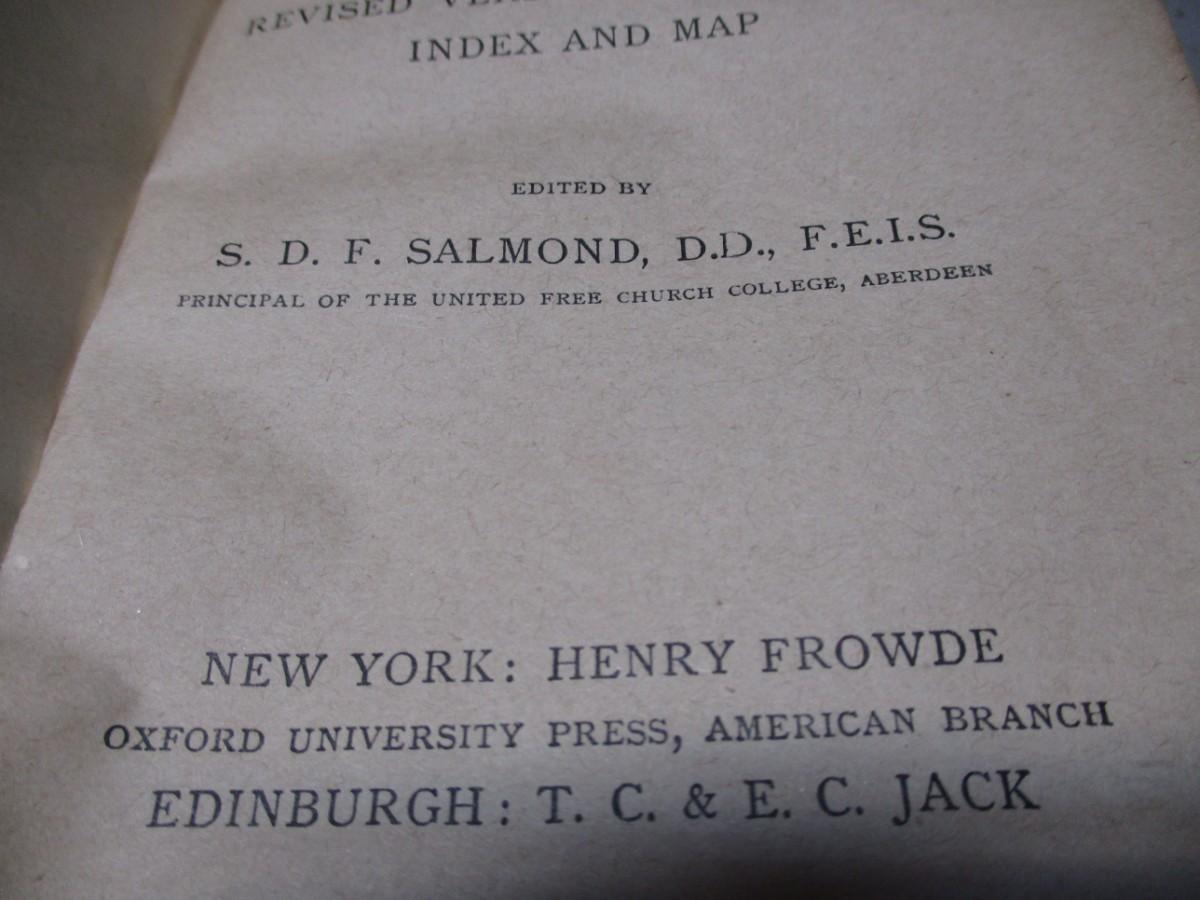 REVISED
INDEX AND MAP
EDITED BY
S. D. F. SALMOND, D.D., F.E.I.S.
PRINCIPAL OF THE UNITED FREE CHURCH COLLEGE, ABERDEEN
NEW YORK: HENRY FROWDE
OXFORD UNIVERSITY PRESS, AMERICAN BRANCH
EDINBURGH: T. C. & E. C. JACK